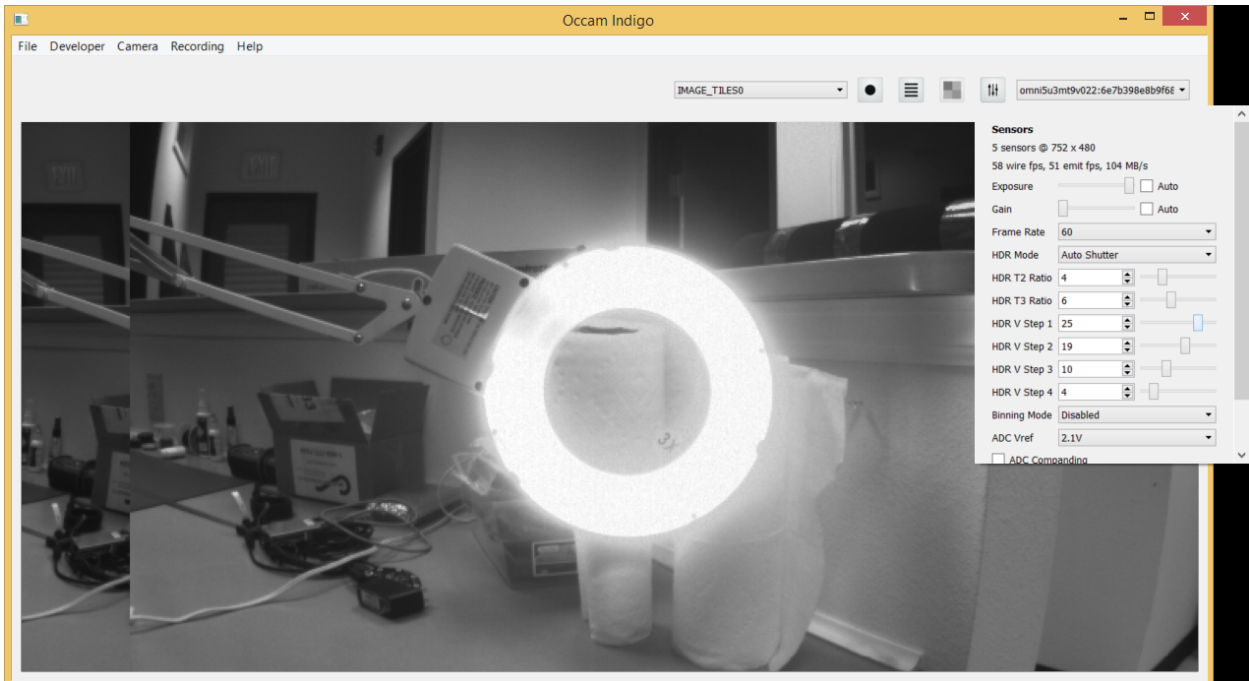 Occam Indigo
File Developer Camera Recording Help
IMAGE_TILES0
omni5u3mt9v022:6e7b398e8b9f68
Sensors
5 sensors @ 752 x 480
58 wire fps, 51 emit fps, 104 MB/s
Exposure Auto
Gain Auto
Frame Rate 60
HDR Mode Auto Shutter
HDR T2 Ratio 4
HDR T3 Ratio 6
HDR V Step 1 25
HDR V Step 2 19
HDR V Step 3 10
HDR V Step 4 4
Binning Mode Disabled
ADC Vref 2.1V
ADC Companding
EXIT
EXIT